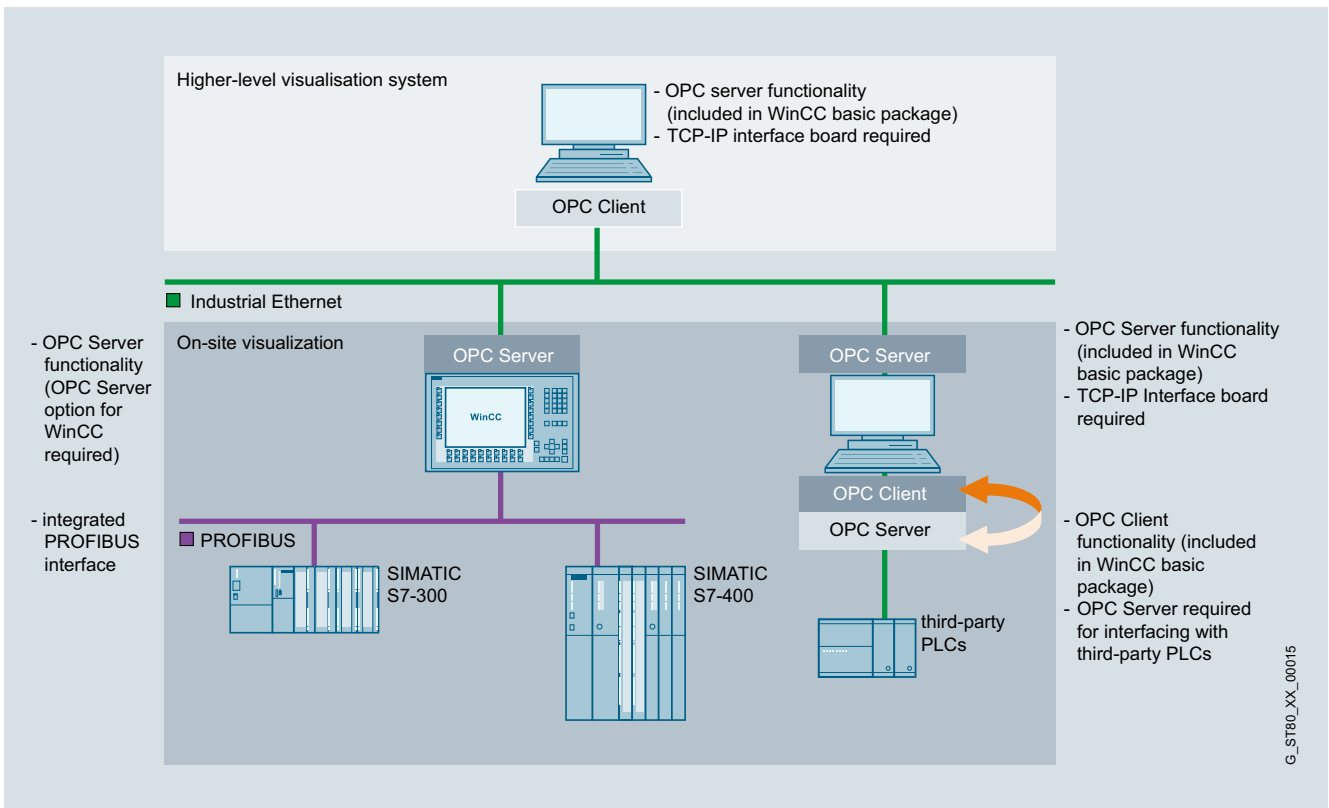 Higher-level visualisation system
- OPC server functionality
(included in WinCC basic package)
- TCP-IP interface board required
OPC Client
Industrial Ethernet
- OPC Server
functionality
(OPC Server
option for
WinCC
required)
- integrated
PROFIBUS
interface
On-site visualization
OPC Server
WinCC
PROFIBUS
SIMATIC
S7-300
SIMATIC
S7-400
OPC Server
OPC Client
OPC Server
third-party
PLCs
- OPC Server functionality
(included in WinCC
basic package)
- TCP-IP Interface board
required
- OPC Client
functionality (included
in WinCC basic
package)
- OPC Server required
for interfacing with
third-party PLCs
G_ST80_XX_00015